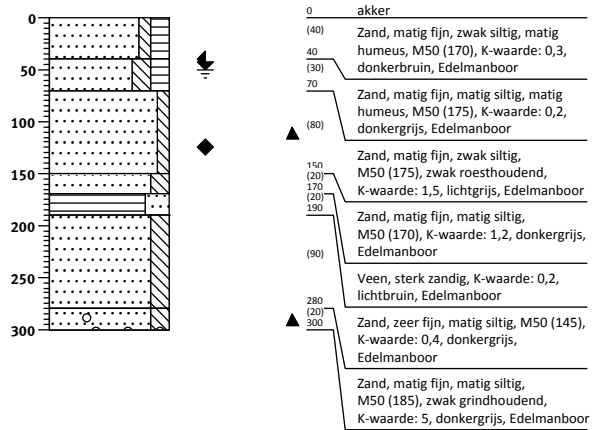 0
50
100
150
200
250
300
0
(40)
40
(30)
70
(80)
150
(20)
170
(20)
190
(90)
280
(20)
300
akker
Zand, matig fijn, zwak siltig, matig
humeus, M50 (170), K-waarde: 0,3,
donkerbruin, Edelmanboor
Zand, matig fijn, matig siltig, matig
humeus, M50 (175), K-waarde: 0,2,
donkergrijs, Edelmanboor
Zand, matig fijn, zwak siltig,
M50 (175), zwak roesthoudend,
K-waarde: 1,5, lichtgrijs, Edelmanboor
Zand, matig fijn, matig siltig,
M50 (170), K-waarde: 1,2, donkergrijs,
Edelmanboor
Veen, sterk zandig, K-waarde: 0,2,
lichtbruin, Edelmanboor
Zand, zeer fijn, matig siltig, M50 (145),
K-waarde: 0,4, donkergrijs,
Edelmanboor
Zand, matig fijn, matig siltig,
M50 (185), zwak grindhoudend,
K-waarde: 5, donkergrijs, Edelmanboor